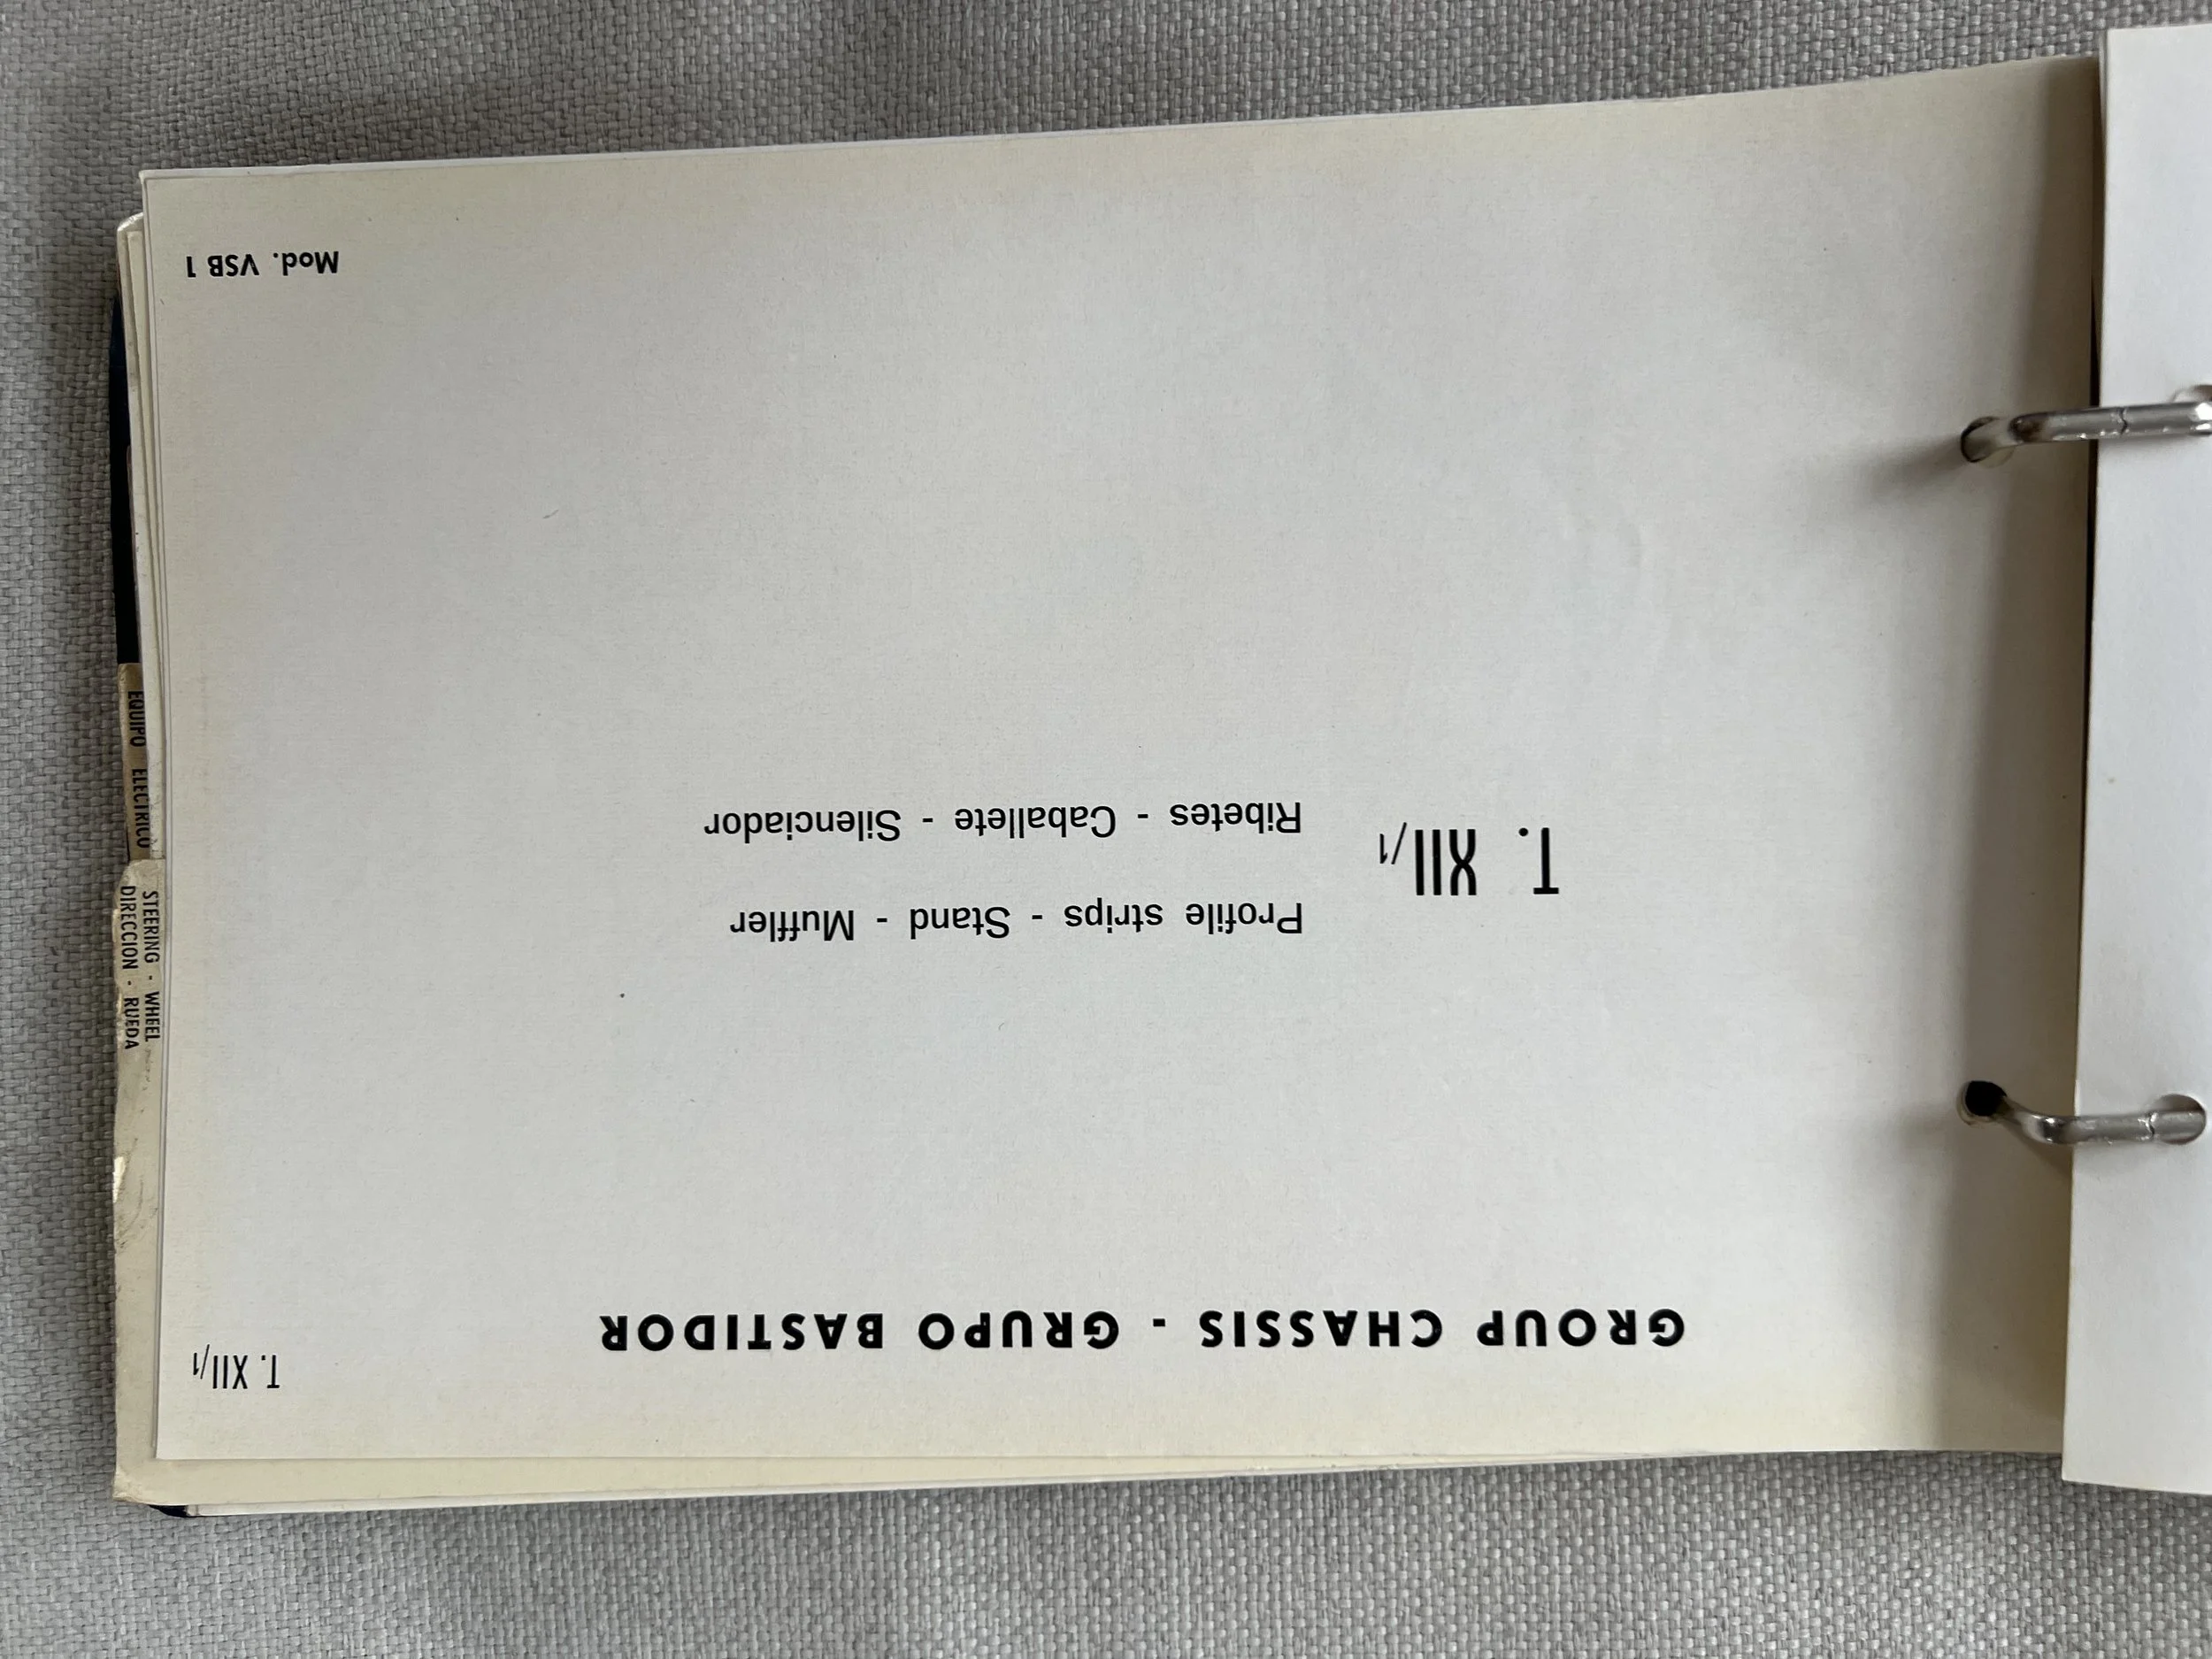 GROUP CHASSIS - GRUPO BASTIDOR
T. XII/1
T. XII/1
Profile strips - Stand - Muffler
Ribetes - Caballete - Silenciador
Mod. VSB 1
STEERING - WHEEL
DIRECCION - RUEDA
EQUIPO ELECTRICO